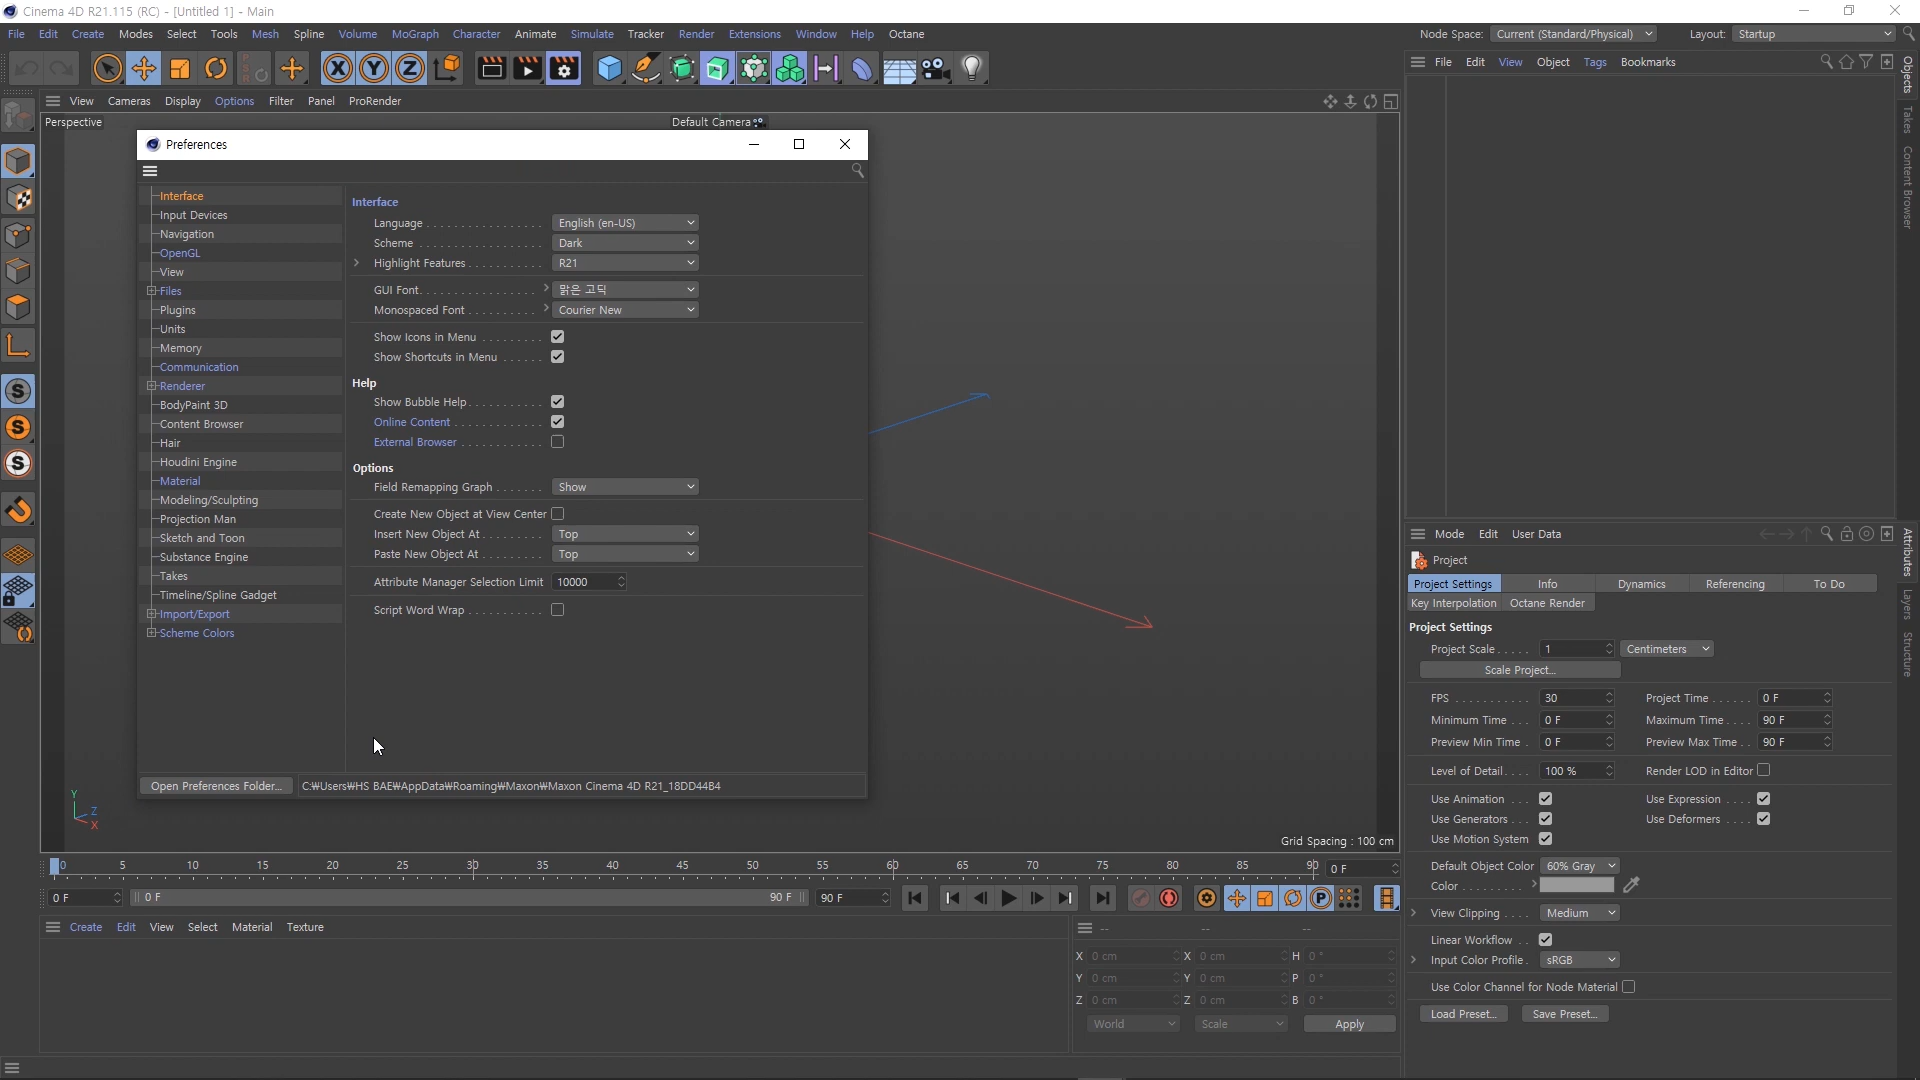 Cinema 4D R21.115 (RC) - [Untitled 1] - Main
File Edit Create Modes Select Tools Mesh Spline Volume MoGraph Character Animate Simulate Tracker Render Extensions Window Help Octane
Node Space: Current (Standard/Physical) Layout: Startup
View Cameras Display Options Filter Panel ProRender
Perspective
Default Camera
Preferences
Interface
Input Devices
Navigation
OpenGL
View
Files
Plugins
Units
Memory
Communication
Renderer
BodyPaint 3D
Content Browser
Hair
Houdini Engine
Material
Modeling/Sculpting
Projection Man
Sketch and Toon
Substance Engine
Takes
Timeline/Spline Gadget
Import/Export
Scheme Colors
Interface
Language . . . . . . . . . . . . . . . . . English (en-US)
Scheme . . . . . . . . . . . . . . . . . . Dark
Highlight Features . . . . . . . . . . . R21
GUI Font . . . . . . . . . . . . . . . . . 맑은 고딕
Monospaced Font . . . . . . . . . . Courier New
Show Icons in Menu . . . . . . . . .
Show Shortcuts in Menu . . . . . .
Help
Show Bubble Help . . . . . . . . . . .
Online Content . . . . . . . . . . . . .
External Browser . . . . . . . . . . . .
Options
Field Remapping Graph . . . . . . . Show
Create New Object at View Center
Insert New Object At . . . . . . . . . Top
Paste New Object At . . . . . . . . . Top
Attribute Manager Selection Limit 10000
Script Word Wrap . . . . . . . . . . .
Open Preferences Folder... C:₩Users₩HS BAE₩AppData₩Roaming₩Maxon₩Maxon Cinema 4D R21_18DD44B4
Y
Z
X
Grid Spacing : 100 cm
0 5 10 15 20 25 30 35 40 45 50 55 60 65 70 75 80 85 90 0 F
0 F 0 F 90 F 90 F
P
Create Edit View Select Material Texture
-- -- --
X 0 cm X 0 cm H 0 °
Y 0 cm Y 0 cm P 0 °
Z 0 cm Z 0 cm B 0 °
World Scale Apply
File Edit View Object Tags Bookmarks
Objects
Takes
Content Browser
Mode Edit User Data
Project
Project Settings Info Dynamics Referencing To Do
Key Interpolation Octane Render
Project Settings
Project Scale . . . . . 1 Centimeters
Scale Project...
FPS . . . . . . . . . . . 30 Project Time . . . . . . 0 F
Minimum Time . . . 0 F Maximum Time . . . . 90 F
Preview Min Time . 0 F Preview Max Time . . 90 F
Level of Detail . . . . 100 % Render LOD in Editor
Use Animation . . . Use Expression . . . .
Use Generators . . . Use Deformers . . . .
Use Motion System
Default Object Color 60% Gray
Color . . . . . . . . . .
View Clipping . . . . Medium
Linear Workflow . .
Input Color Profile . sRGB
Use Color Channel for Node Material
Load Preset... Save Preset...
Attributes
Layers
Structure